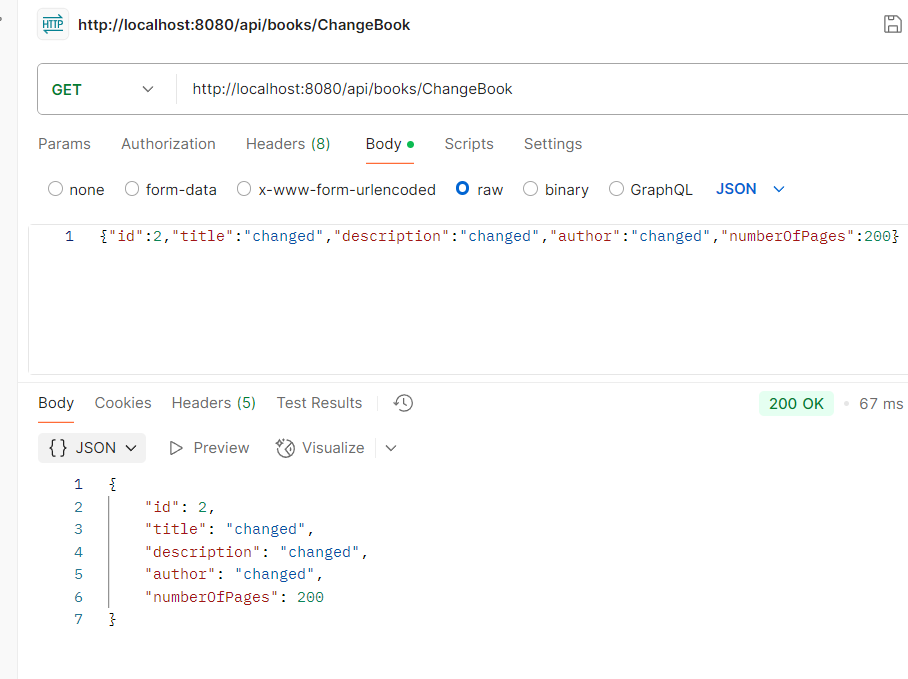 HTTP http://localhost:8080/api/books/ChangeBook
GET http://localhost:8080/api/books/ChangeBook
Params Authorization Headers (8) Body Scripts Settings
none form-data x-www-form-urlencoded raw binary GraphQL JSON
1 {"id":2,"title":"changed","description":"changed","author":"changed","numberOfPages":200}
Body Cookies Headers (5) Test Results 200 OK • 67 ms
{} JSON Preview Visualize
1 {
2 "id": 2,
3 "title": "changed",
4 "description": "changed",
5 "author": "changed",
6 "numberOfPages": 200
7 }